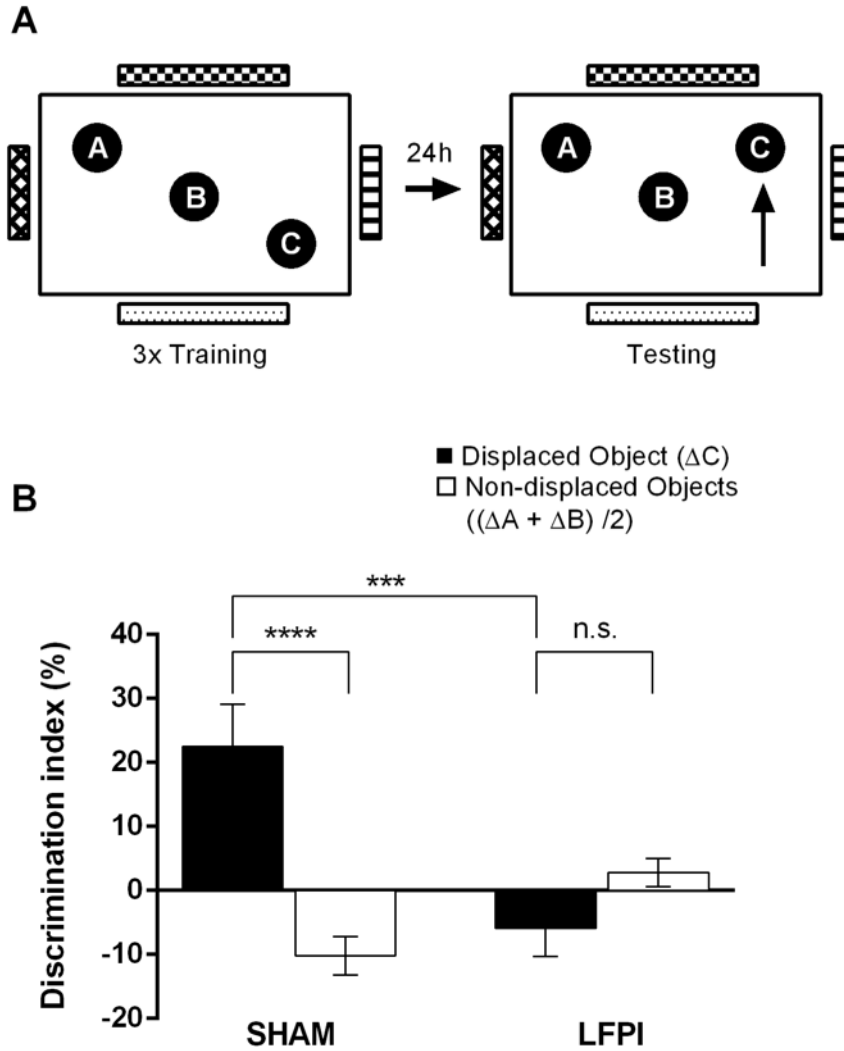 A
A
B
C
24h
A
B
C
3x Training
Testing
B
■ Displaced Object (ΔC)
□ Non-displaced Objects
((ΔA + ΔB) /2)
***
****
n.s.
Discrimination index (%)
40
30
20
10
0
-10
-20
SHAM
LFPI